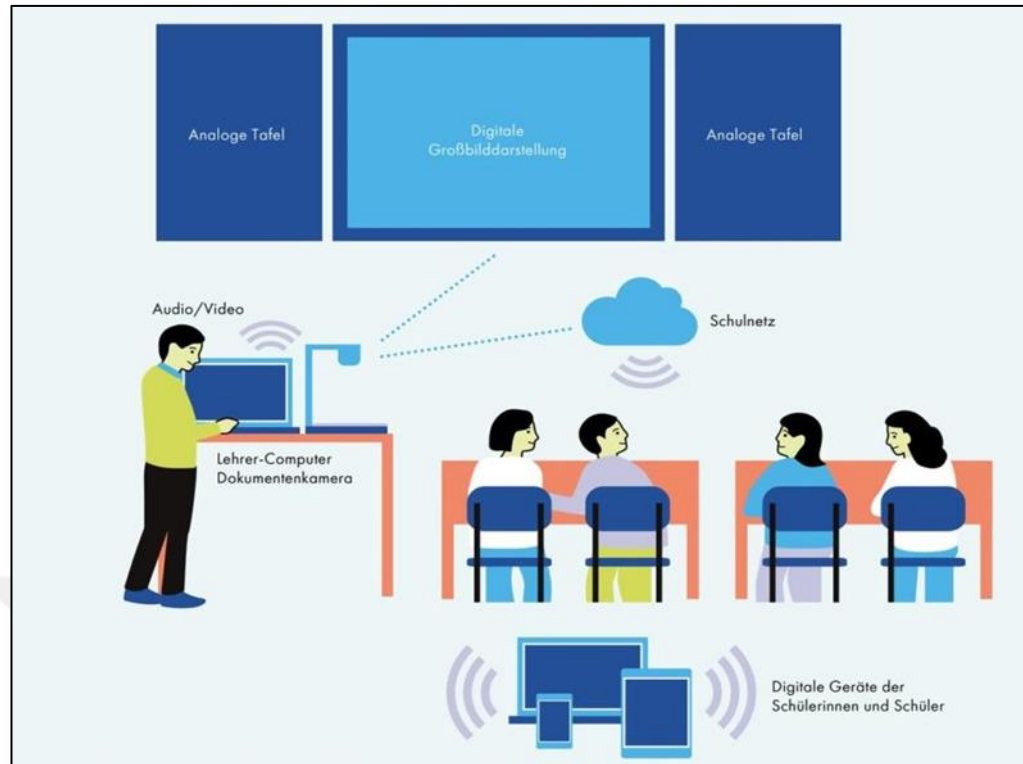 Analoge Tafel
Digitale
Großbilddarstellung
Analoge Tafel
Audio/Video
Schulnetz
Lehrer-Computer
Dokumentenkamera
Digitale Geräte der
Schülerinnen und Schüler